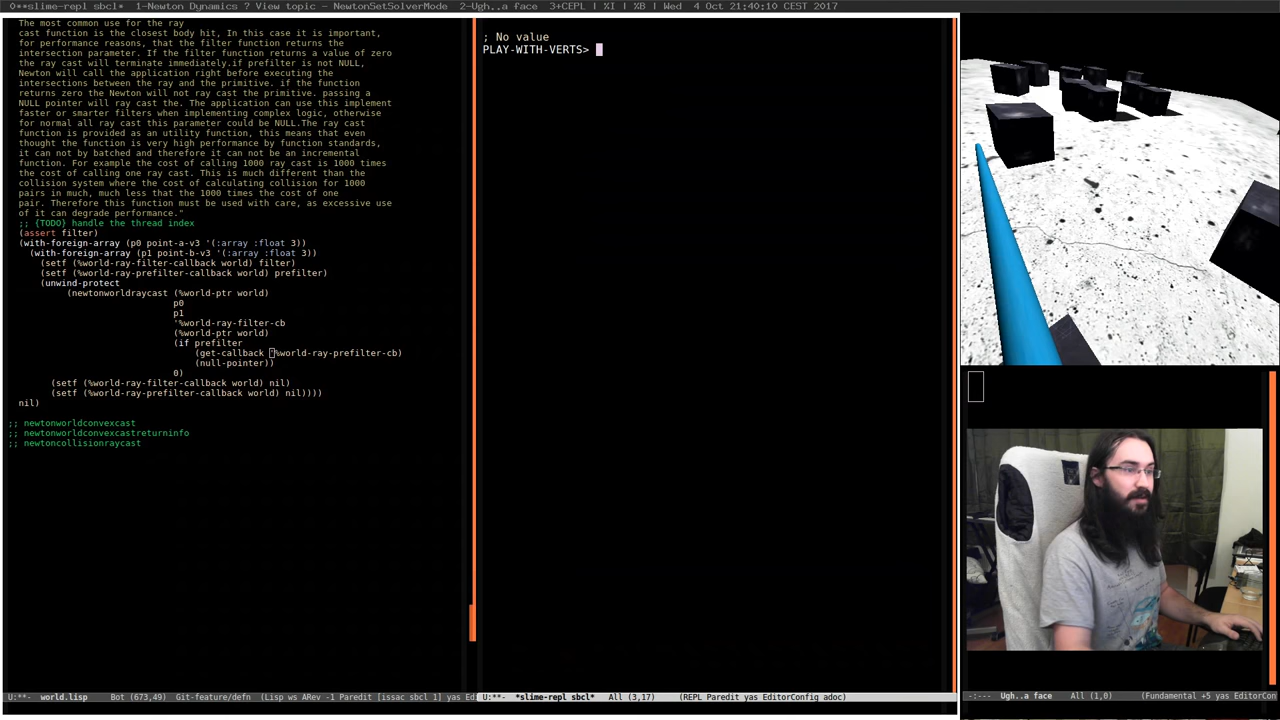 0**slime-repl sbcl*  1-Newton Dynamics ? View topic - NewtonSetSolverMode  2-Ugh..a face  3+CEPL | %I | %B | Wed  4 Oct 21:40:10 CEST 2017
The most common use for the ray
cast function is the closest body hit, In this case it is important,
for performance reasons, that the filter function returns the
intersection parameter. If the filter function returns a value of zero
the ray cast will terminate immediately.if prefilter is not NULL,
Newton will call the application right before executing the
intersections between the ray and the primitive. if the function
returns zero the Newton will not ray cast the primitive. passing a
NULL pointer will ray cast the. The application can use this implement
faster or smarter filters when implementing complex logic, otherwise
for normal all ray cast this parameter could be NULL.The ray cast
function is provided as an utility function, this means that even
thought the function is very high performance by function standards,
it can not by batched and therefore it can not be an incremental
function. For example the cost of calling 1000 ray cast is 1000 times
the cost of calling one ray cast. This is much different than the
collision system where the cost of calculating collision for 1000
pairs in much, much less that the 1000 times the cost of one
pair. Therefore this function must be used with care, as excessive use
of it can degrade performance."
;; {TODO} handle the thread index
(assert filter)
(with-foreign-array (p0 point-a-v3 '(:array :float 3))
(with-foreign-array (p1 point-b-v3 '(:array :float 3))
(setf (%world-ray-filter-callback world) filter)
(setf (%world-ray-prefilter-callback world) prefilter)
(unwind-protect
(newtonworldraycast (%world-ptr world)
p0
p1
'%world-ray-filter-cb
(%world-ptr world)
(if prefilter
(get-callback '%world-ray-prefilter-cb)
(null-pointer))
0)
(setf (%world-ray-filter-callback world) nil)
(setf (%world-ray-prefilter-callback world) nil))))
nil)
;; newtonworldconvexcast
;; newtonworldconvexcastreturninfo
;; newtoncollisionraycast
U:**-  world.lisp     Bot (673,49)  Git-feature/defn  (Lisp ws ARev -1 Paredit [issac sbcl 1] yas Ed
; No value
PLAY-WITH-VERTS>
U:**-  *slime-repl sbcl*   All (3,17)     (REPL Paredit yas EditorConfig adoc)
-:---  Ugh..a face    All (1,0)      (Fundamental +5 yas EditorCon